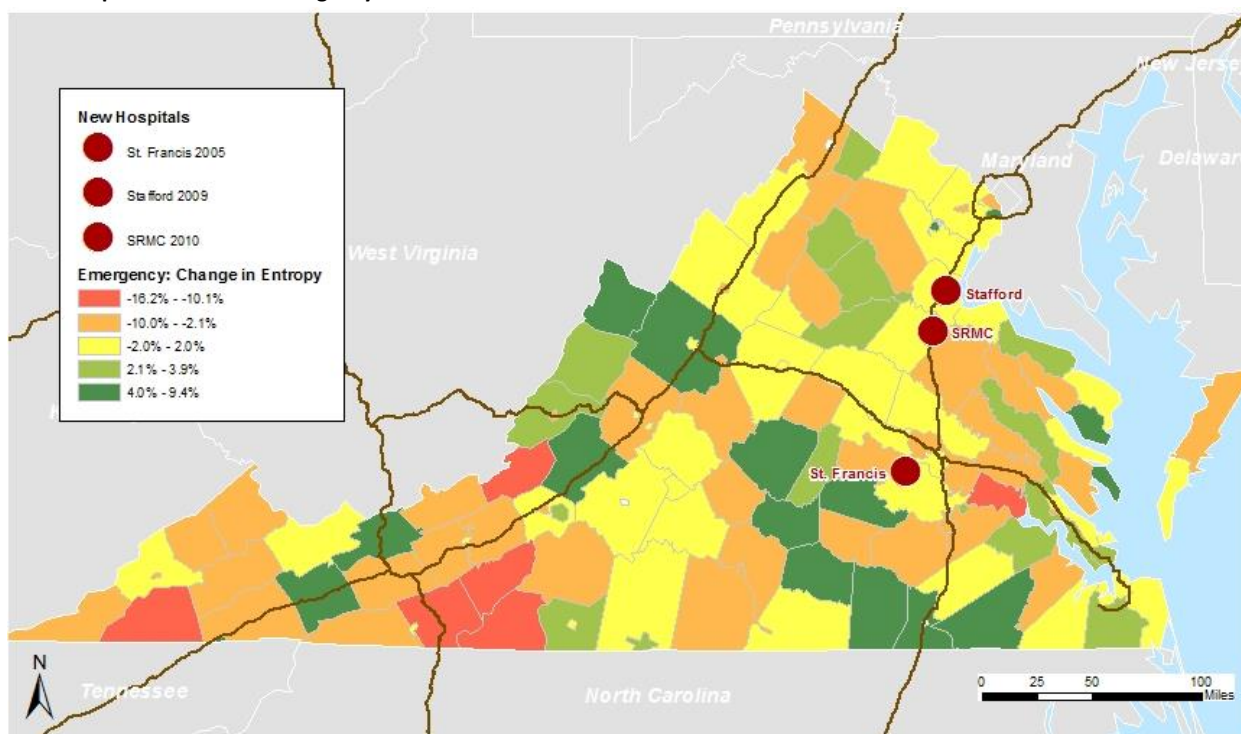 Pennsylvania
New Jersey
New Hospitals
St. Francis 2005
Stafford 2009
SRMC 2010
Emergency: Change in Entropy
-16.2% - -10.1%
-10.0% - -2.1%
-2.0% - 2.0%
2.1% - 3.9%
4.0% - 9.4%
Maryland
Delawar
West Virginia
Stafford
SRMC
St. Francis
N
Tennessee
North Carolina
0 25 50 100
Miles